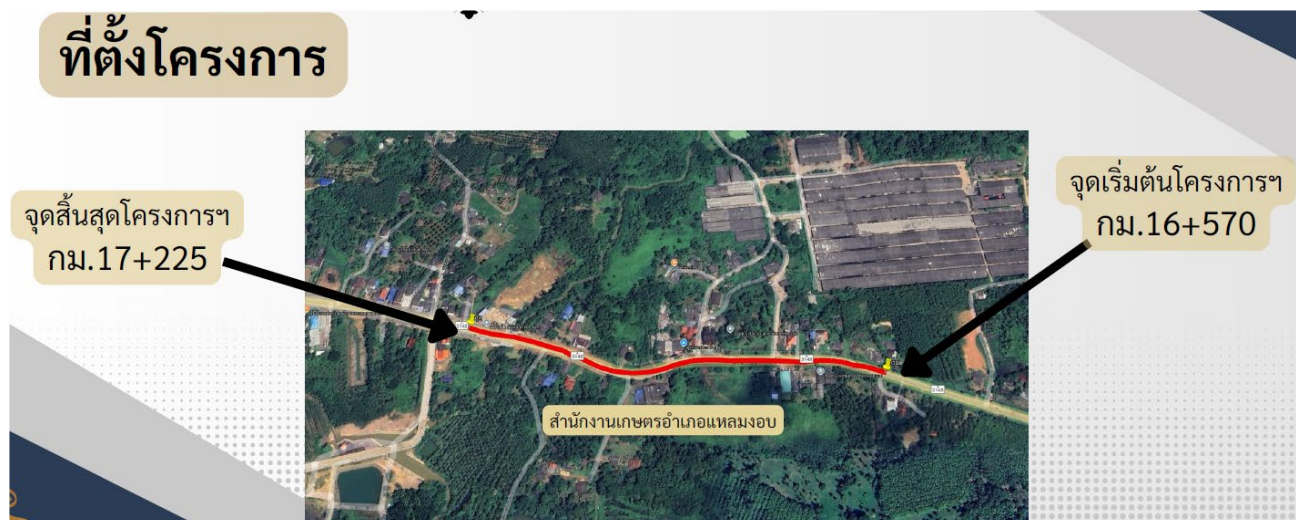 ที่ตั้งโครงการ
จุดสิ้นสุดโครงการฯ
กม.17+225
จุดเริ่มต้นโครงการฯ
กม.16+570
สำนักงานเกษตรอำเภอแหลมงอบ